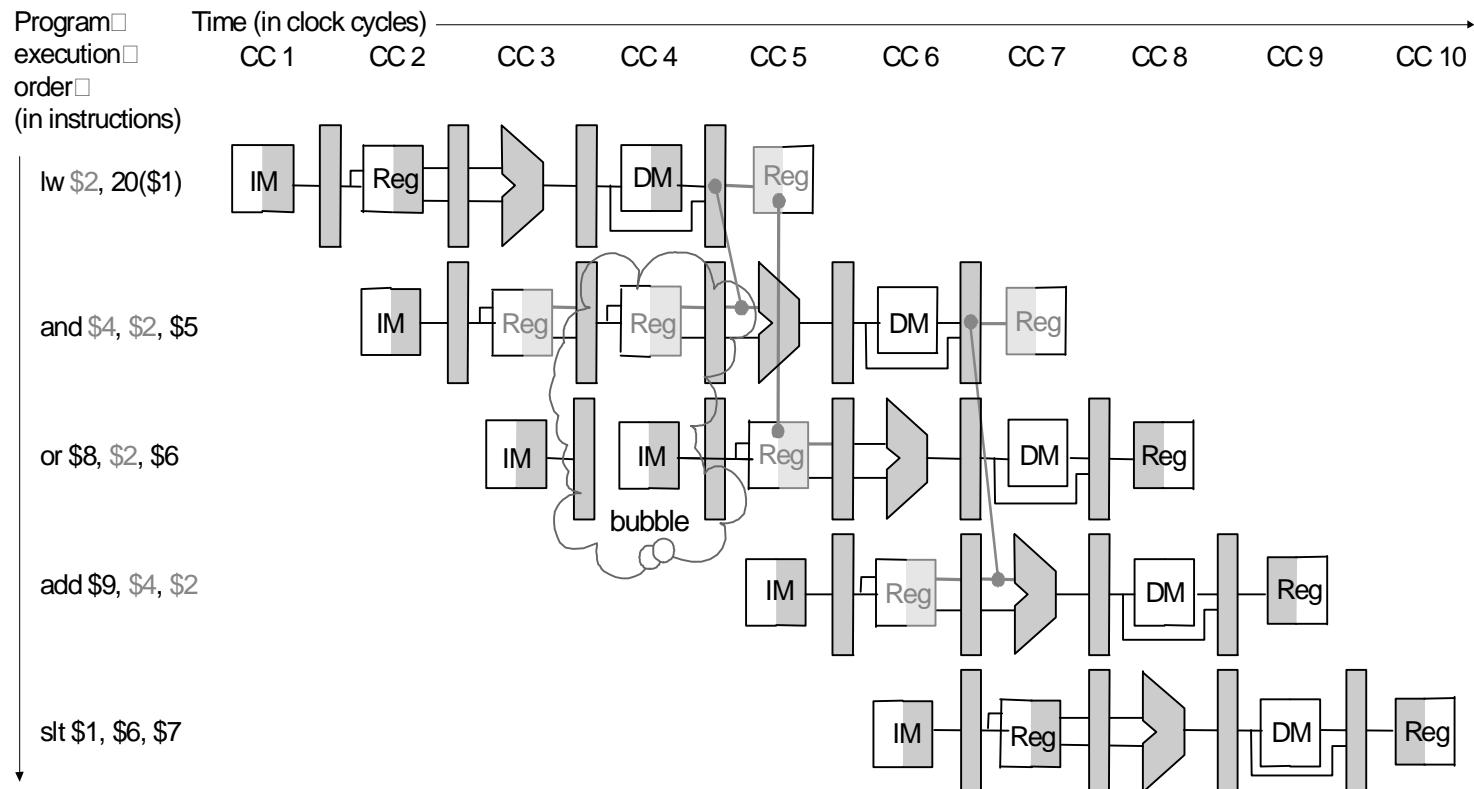 Program□ Time (in clock cycles)
execution□ CC 1 CC 2 CC 3 CC 4 CC 5 CC 6 CC 7 CC 8 CC 9 CC 10
order□
(in instructions)
lw $2, 20($1) IM Reg DM Reg
and $4, $2, $5 IM Reg Reg DM Reg
or $8, $2, $6 IM IM Reg DM Reg
bubble
add $9, $4, $2 IM Reg DM Reg
slt $1, $6, $7 IM Reg DM Reg